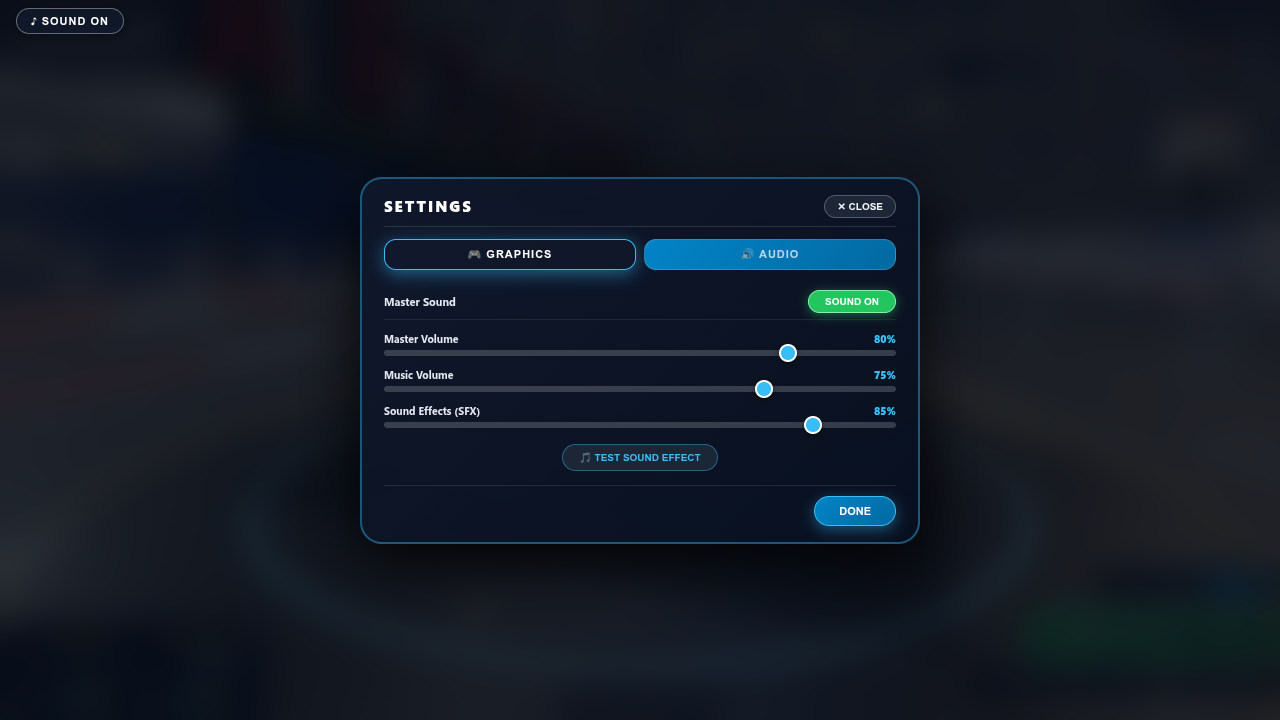 ♪ SOUND ON
SETTINGS
✕ CLOSE
🎮 GRAPHICS
🔊 AUDIO
Master Sound
SOUND ON
Master Volume
80%
Music Volume
75%
Sound Effects (SFX)
85%
🎵 TEST SOUND EFFECT
DONE